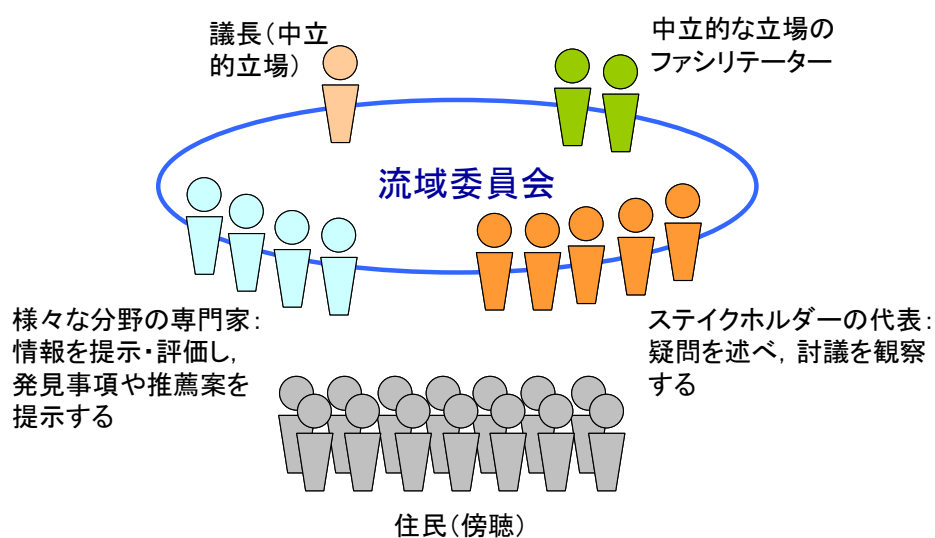 議長（中立
的立場）
中立的な立場の
ファシリテーター
流域委員会
様々な分野の専門家：
情報を提示・評価し，
発見事項や推薦案を
提示する
ステイクホルダーの代表：
疑問を述べ，討議を観察
する
住民（傍聴）